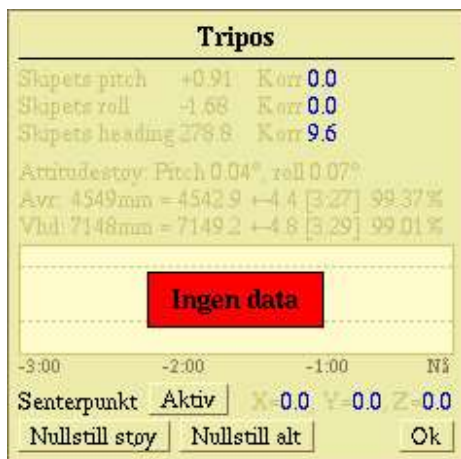 Tripos
Skipets pitch +0.91 Korr 0.0
Skipets roll -1.68 Korr 0.0
Skipets heading 278.8 Korr 9.6
Attitudestøy: Pitch 0.04°, roll 0.07°
Avr: 4549mm = 4542.9 +-4.4 [3:27] 99.37%
Vhd: 7148mm = 7149.2 +-4.8 [3:29] 99.01%
Ingen data
-3:00 -2:00 -1:00 Nå
Senterpunkt Aktiv X=0.0 Y=0.0 Z=0.0
Nullstill støy Nullstill alt Ok